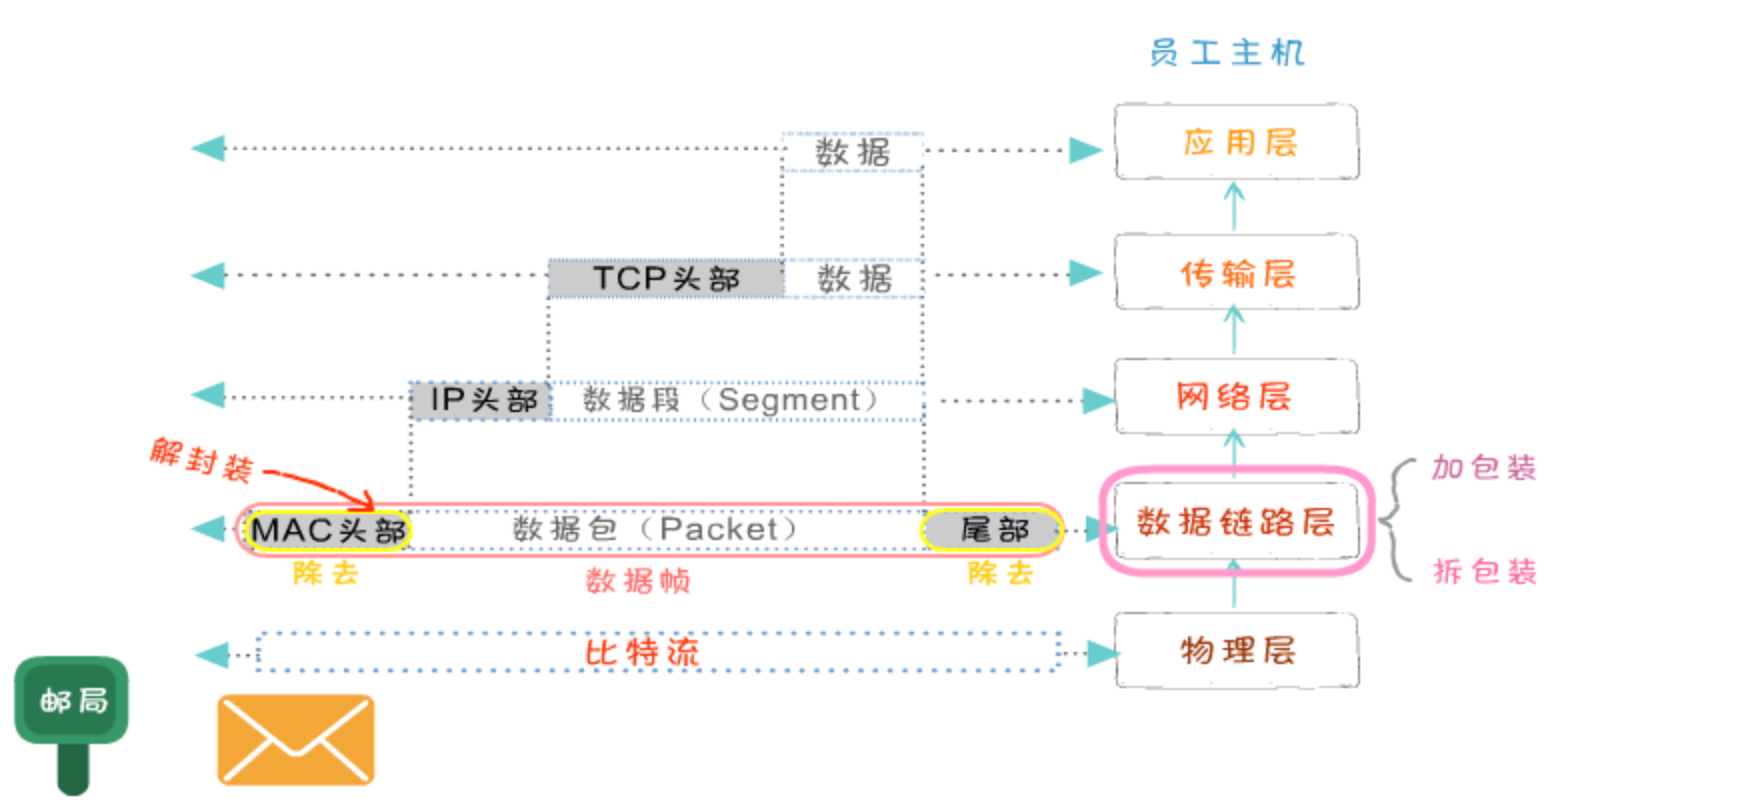 员工主机
数据
应用层
TCP头部
数据
传输层
IP头部
数据段（Segment）
网络层
解封装
加包装
MAC头部
数据包（Packet）
尾部
数据链路层
除去
数据帧
除去
拆包装
比特流
物理层
邮局